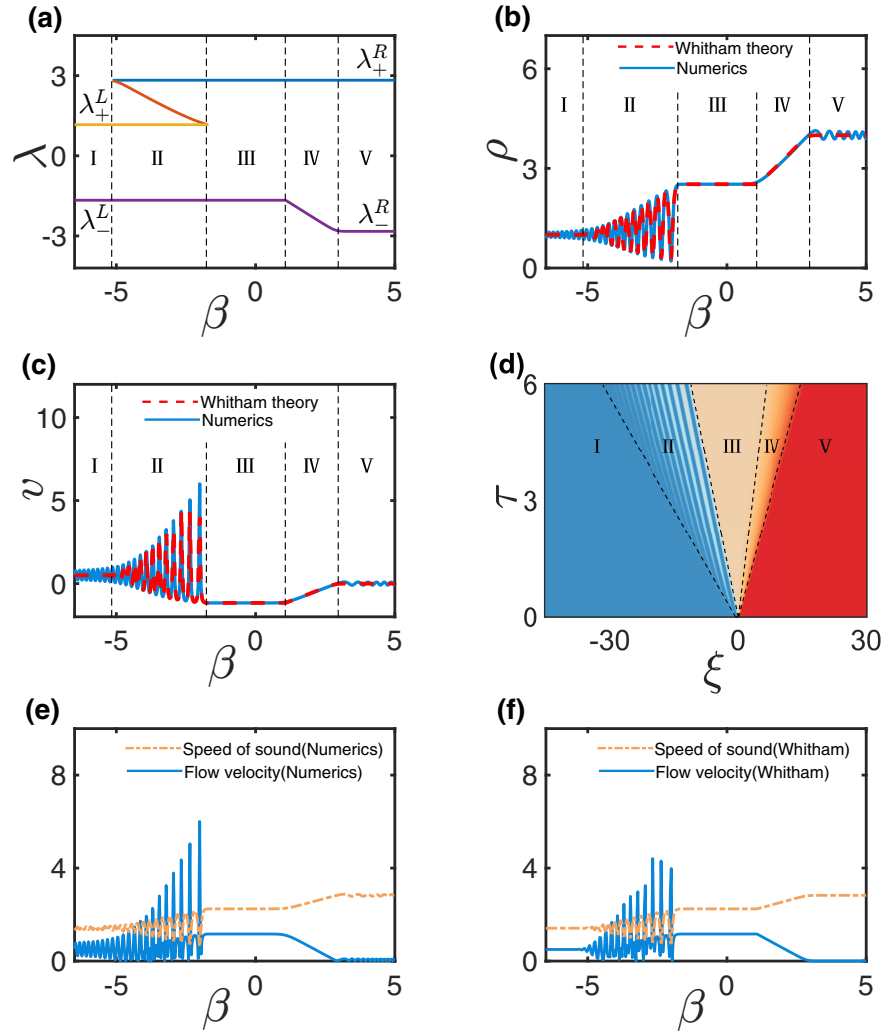 (a)
λ
3
0
-3
λ₊ᴿ
λ₊ᴸ
I II III IV V
λ₋ᴸ
λ₋ᴿ
-5 0 5
β
(b)
ρ
7
4
1
Whitham theory
Numerics
I II III IV V
-5 0 5
β
(c)
v
10
5
0
Whitham theory
Numerics
I II III IV V
-5 0 5
β
(d)
τ
6
3
0
I II III IV V
-30 0 30
ξ
(e)
8
4
0
Speed of sound(Numerics)
Flow velocity(Numerics)
-5 0 5
β
(f)
8
4
0
Speed of sound(Whitham)
Flow velocity(Whitham)
-5 0 5
β